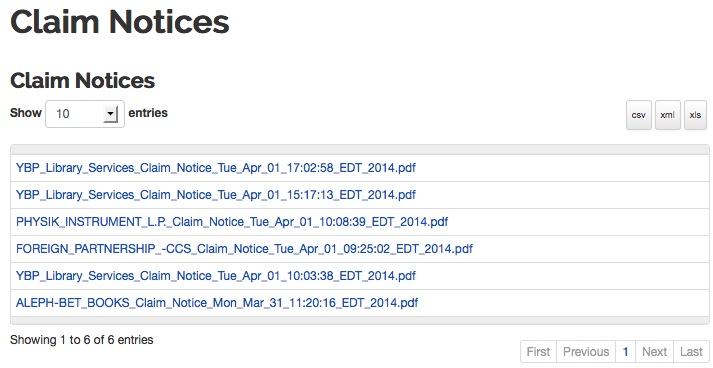 Claim Notices
Claim Notices
Show 10 entries csv xml xls
YBP_Library_Services_Claim_Notice_Tue_Apr_01_17:02:58_EDT_2014.pdf
YBP_Library_Services_Claim_Notice_Tue_Apr_01_15:17:13_EDT_2014.pdf
PHYSIK_INSTRUMENT_L.P._Claim_Notice_Tue_Apr_01_10:08:39_EDT_2014.pdf
FOREIGN_PARTNERSHIP_-CCS_Claim_Notice_Tue_Apr_01_09:25:02_EDT_2014.pdf
YBP_Library_Services_Claim_Notice_Tue_Apr_01_10:03:38_EDT_2014.pdf
ALEPH-BET_BOOKS_Claim_Notice_Mon_Mar_31_11:20:16_EDT_2014.pdf
Showing 1 to 6 of 6 entries
First Previous 1 Next Last